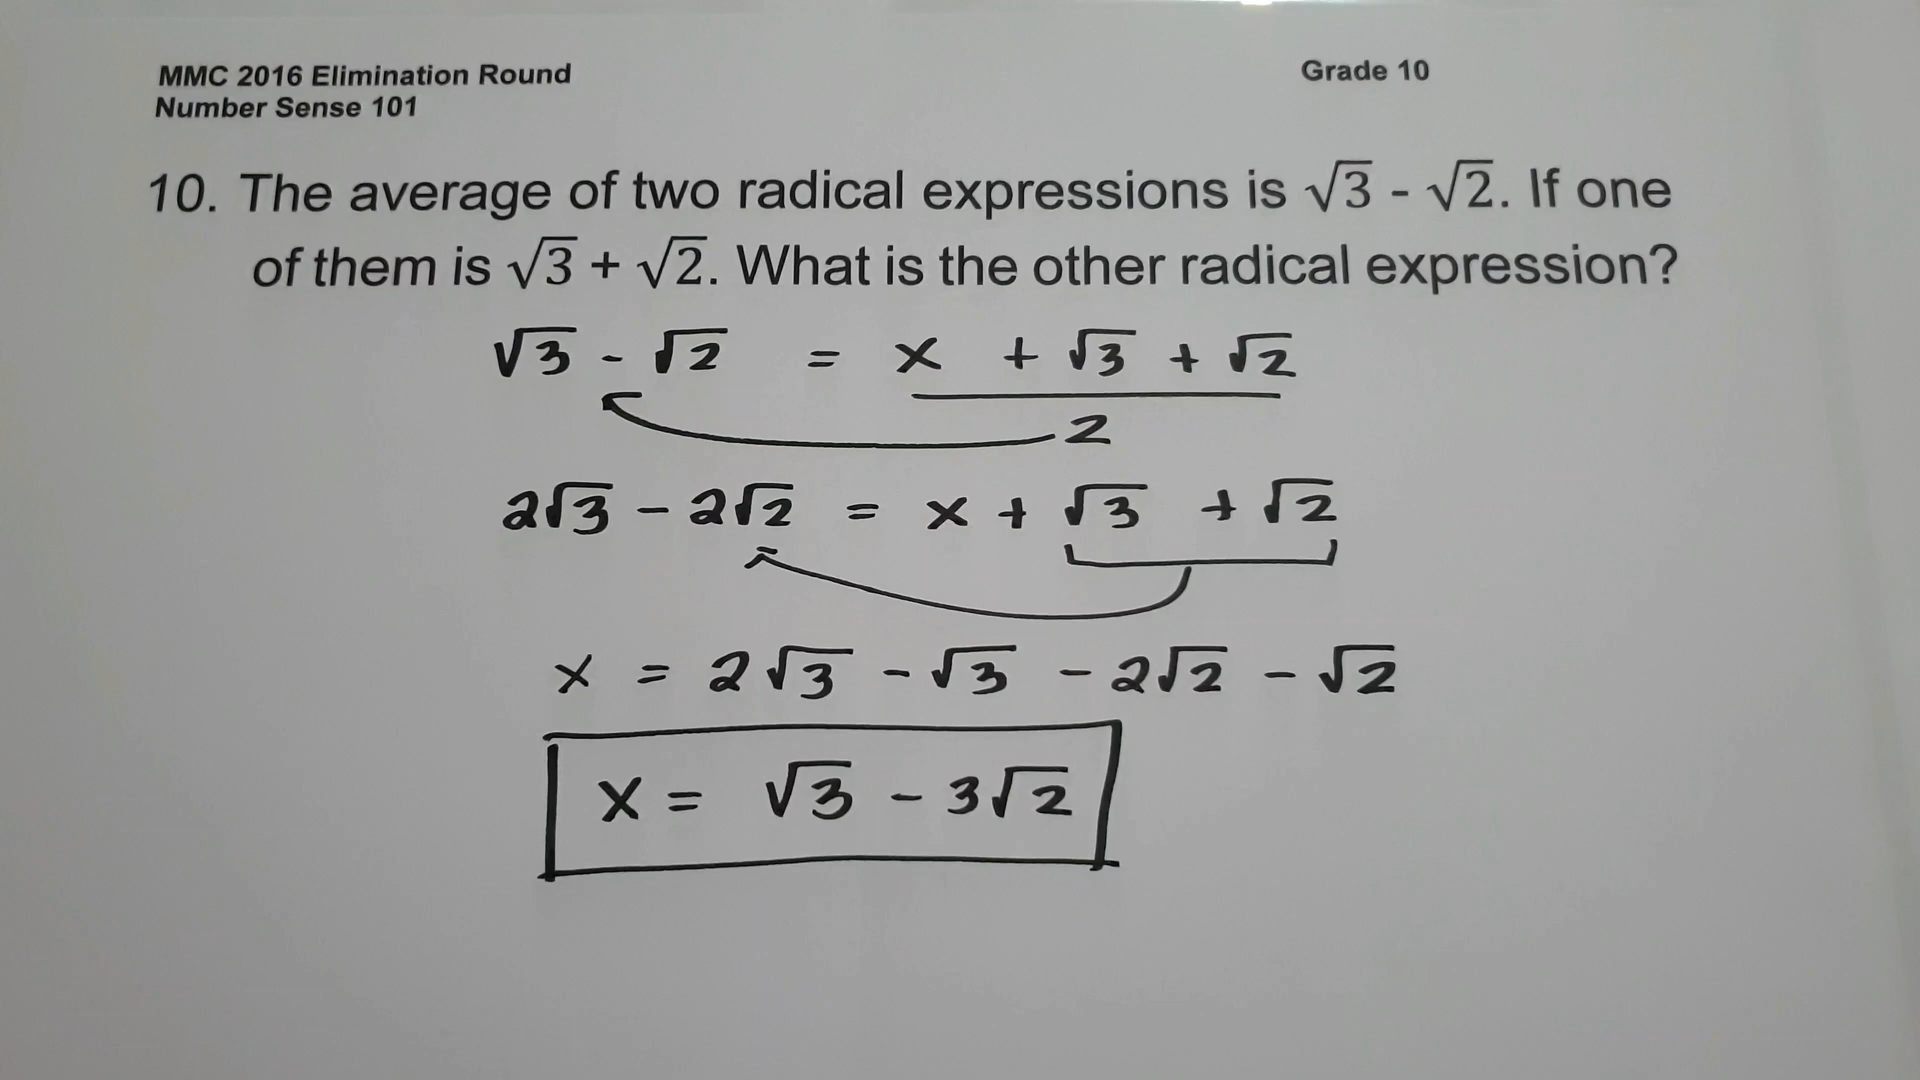 MMC 2016 Elimination Round
Grade 10
Number Sense 101
10. The average of two radical expressions is √3 - √2. If one
of them is √3 + √2. What is the other radical expression?
√3 - √2 = x + √3 + √2
2
2√3 - 2√2 = x + √3 + √2
x = 2√3 - √3 - 2√2 - √2
x = √3 - 3√2